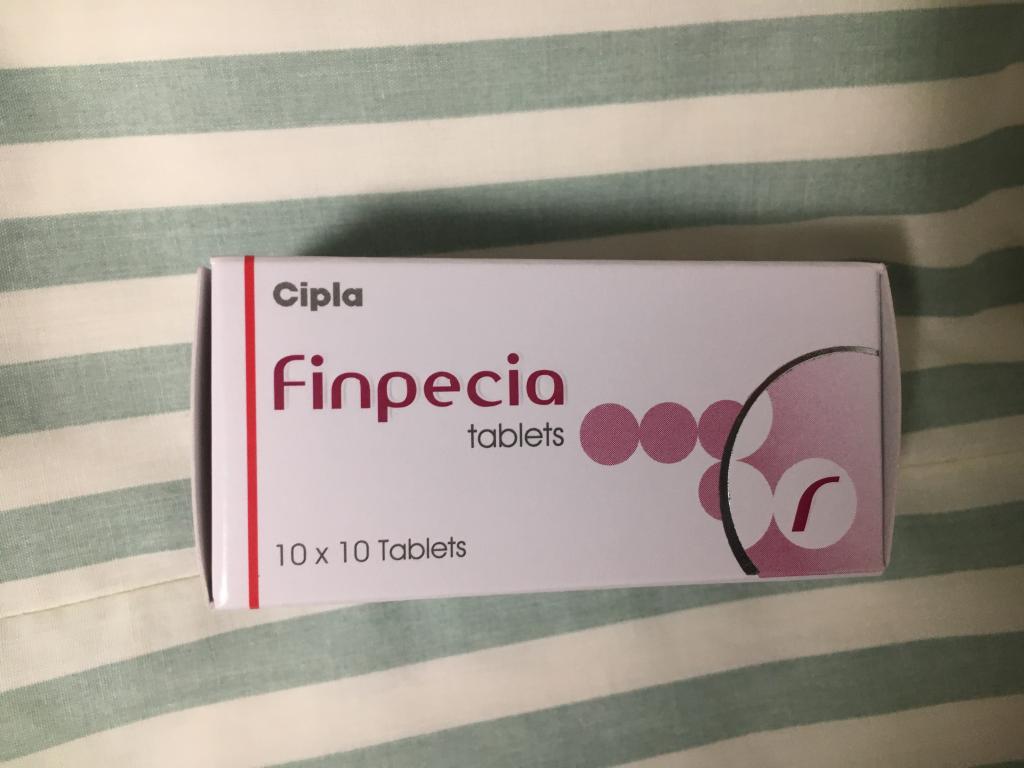 Cipla
Finpecia
tablets
10 x 10 Tablets